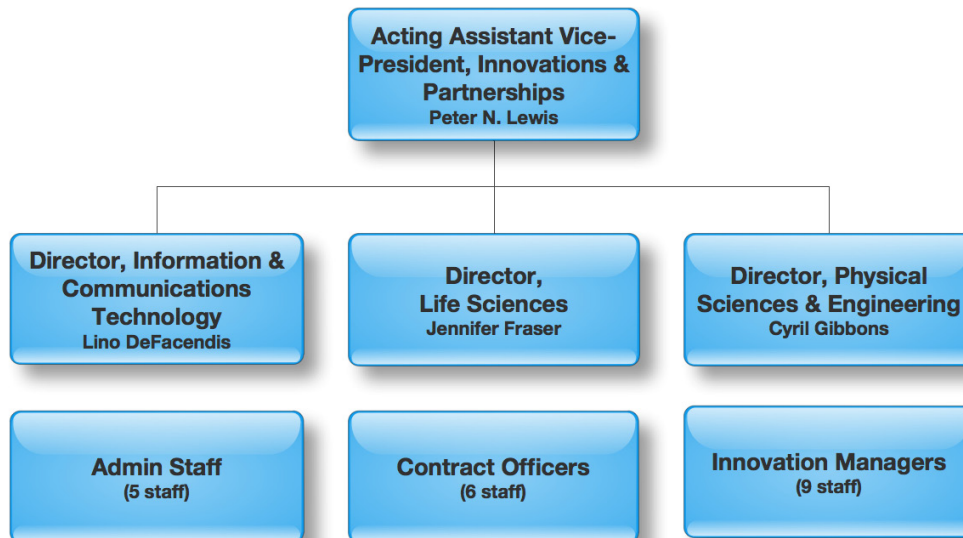 Acting Assistant Vice-
President, Innovations &
Partnerships
Peter N. Lewis
Director, Information &
Communications
Technology
Lino DeFacendis
Director,
Life Sciences
Jennifer Fraser
Director, Physical
Sciences & Engineering
Cyril Gibbons
Admin Staff
(5 staff)
Contract Officers
(6 staff)
Innovation Managers
(9 staff)